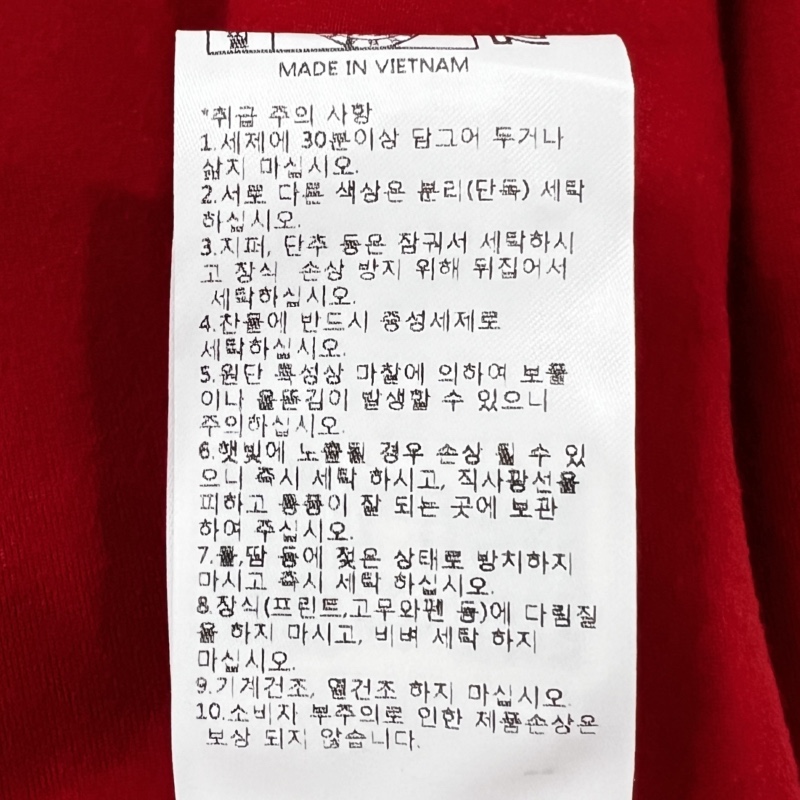 MADE IN VIETNAM
*취급 주의 사항
1.세제에 30분이상 담그어 두거나
삶지 마십시오.
2.서로 다른 색상은 분리(단독) 세탁
하십시오.
3.지퍼, 단추 등은 잠궈서 세탁하시
고 장식 손상 방지 위해 뒤집어서
세탁하십시오.
4.찬물에 반드시 중성세제로
세탁하십시오.
5.원단 특성상 마찰에 의하여 보풀
이나 올뜯김이 발생할 수 있으니
주의하십시오.
6.햇빛에 노출될 경우 손상 될 수 있
으니 즉시 세탁 하시고, 직사광선을
피하고 통풍이 잘 되는 곳에 보관
하여 주십시오.
7.물,땀 등에 젖은 상태로 방치하지
마시고 즉시 세탁 하십시오.
8.장식(프린트,고무와펜 등)에 다림질
을 하지 마시고, 비벼 세탁 하지
마십시오.
9.기계건조, 열건조 하지 마십시오.
10.소비자 부주의로 인한 제품손상은
보상 되지 않습니다.